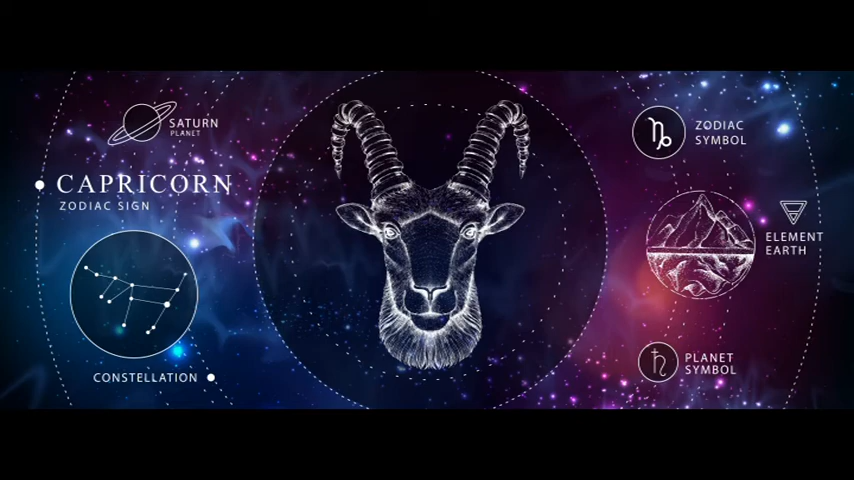 SATURN
PLANET
CAPRICORN
ZODIAC SIGN
CONSTELLATION
ZODIAC
SYMBOL
ELEMENT
EARTH
PLANET
SYMBOL